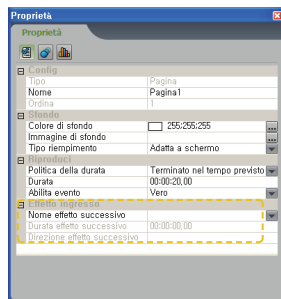 Proprietà
Proprietà
Config
Tipo Pagina
Nome Pagina1
Ordina 1
Sfondo
Colore di sfondo 255;255;255 ...
Immagine di sfondo ...
Tipo riempimento Adatta a schermo
Riproduci
Politica della durata Terminato nel tempo previsto
Durata 00:00:20,00
Abilita evento Vero
Effetto ingresso
Nome effetto successivo
Durata effetto successivo 00:00:00,00
Direzione effetto successivo